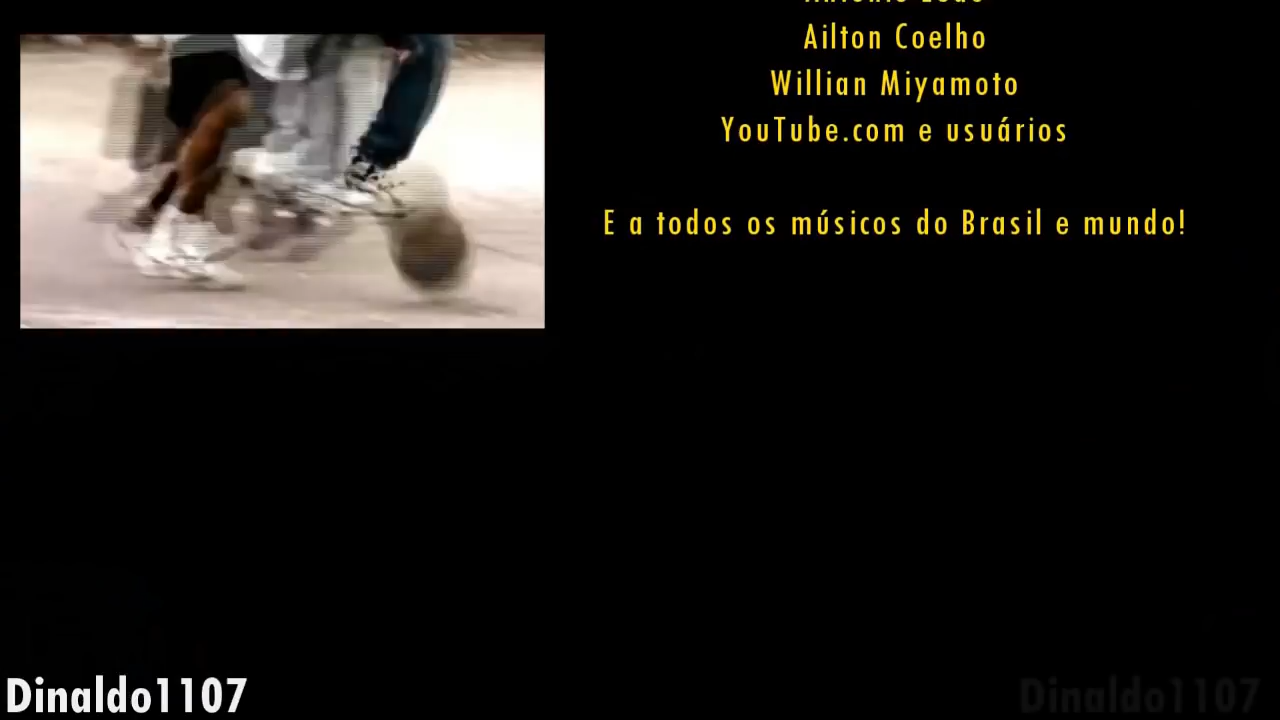 Ailton Coelho
Willian Miyamoto
YouTube.com e usuários
E a todos os músicos do Brasil e mundo!
Dinaldo1107
Dinaldo1107